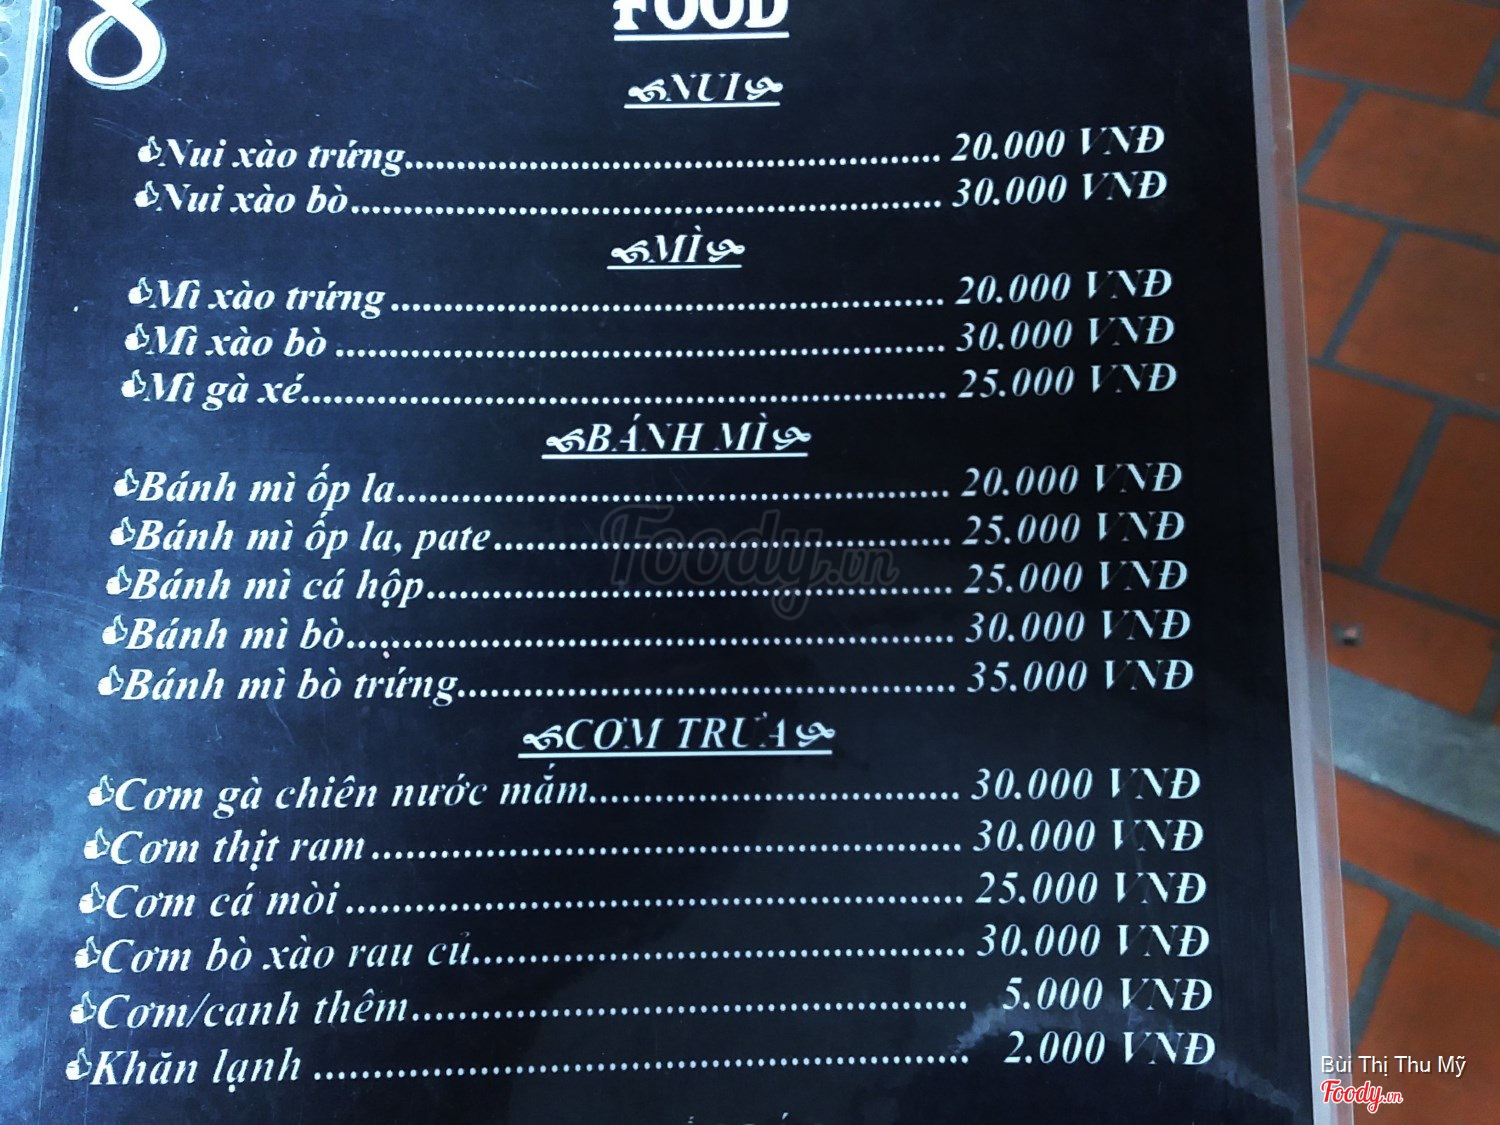 8
FOOD
NUI
Nui xào trứng 20.000 VNĐ
Nui xào bò 30.000 VNĐ
MÌ
Mì xào trứng 20.000 VNĐ
Mì xào bò 30.000 VNĐ
Mì gà xé 25.000 VNĐ
BÁNH MÌ
Bánh mì ốp la 20.000 VNĐ
Bánh mì ốp la, pate 25.000 VNĐ
Bánh mì cá hộp 25.000 VNĐ
Bánh mì bò 30.000 VNĐ
Bánh mì bò trứng 35.000 VNĐ
CƠM TRƯA
Cơm gà chiên nước mắm 30.000 VNĐ
Cơm thịt ram 30.000 VNĐ
Cơm cá mòi 25.000 VNĐ
Cơm bò xào rau củ 30.000 VNĐ
Cơm/canh thêm 5.000 VNĐ
Khăn lạnh 2.000 VNĐ
Foody.vn
Bùi Thị Thu Mỹ
Foody.vn